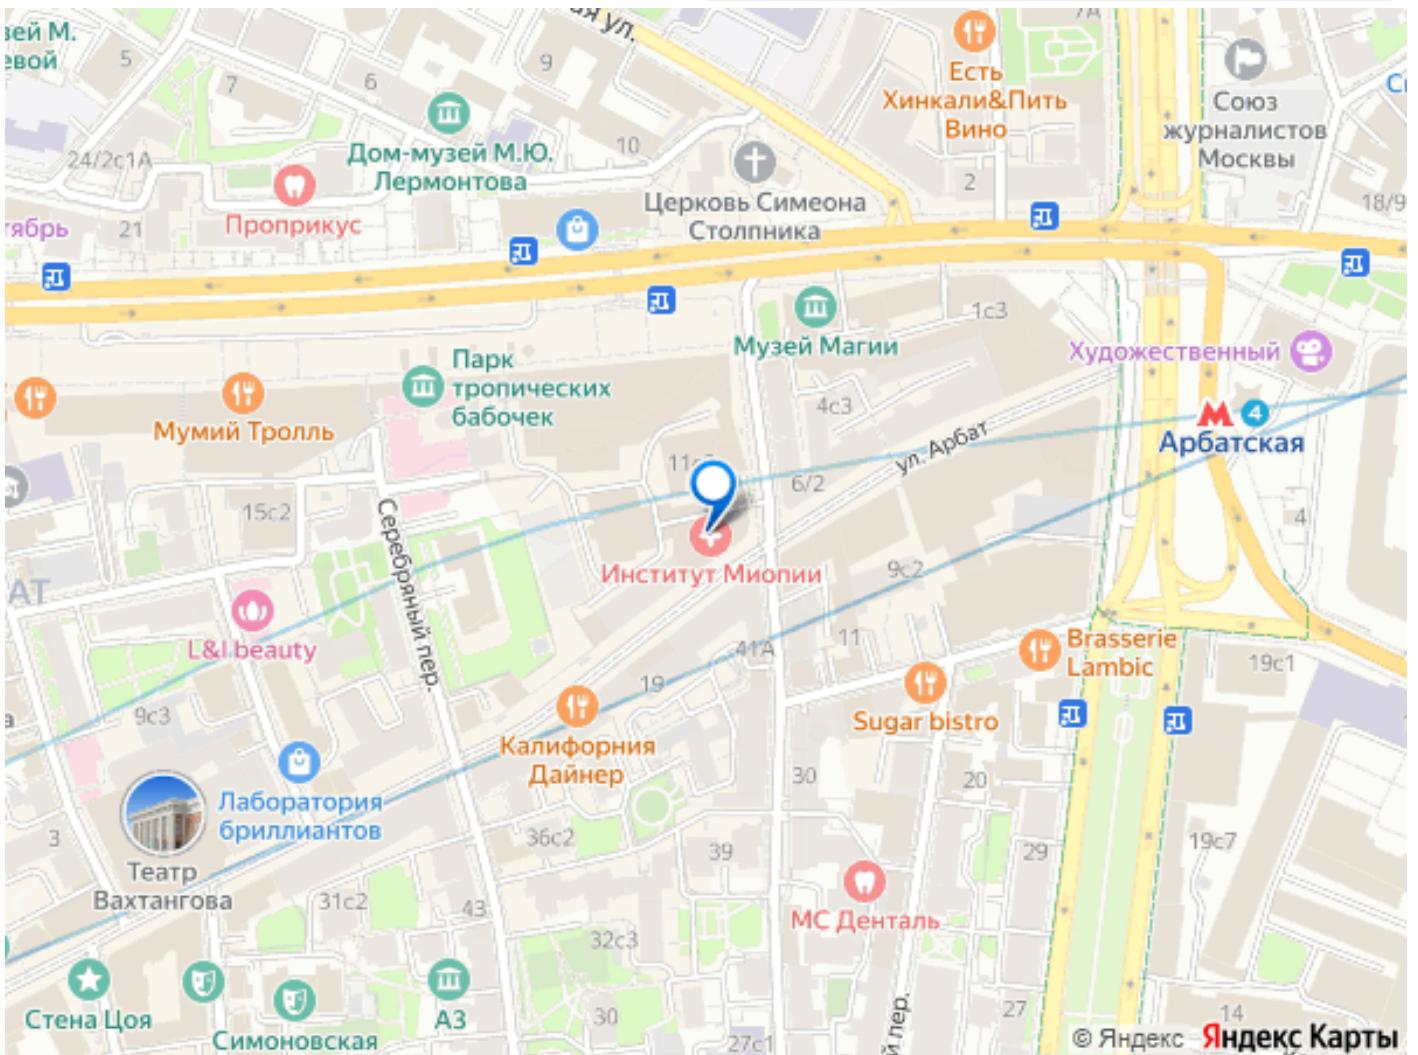 зей М.
евой
5
7
6
9
ая ул.
7А
Есть
Хинкали&Пить
Вино
Союз
журналистов
Москвы
24/2с1А
Дом-музей М.Ю.
Лермонтова
10
2
18/9
Проприкус
Церковь Симеона
Столпника
тябрь
21
1с3
Музей Магии
Художественный
Парк
тропических
бабочек
4с3
Мумий Тролль
ул. Арбат
4
Арбатская
6/2
15с2
4
Серебряный пер.
Институт Миопии
9с2
АТ
L&I beauty
11
41А
Brasserie
Lambic
19с1
19
9с3
Sugar bistro
Калифорния
Дайнер
30
20
Лаборатория
бриллиантов
3
36с2
39
29
19с7
Театр
Вахтангова
31с2
43
МС Денталь
32с3
Стена Цоя
А3
30
27
14
Симоновская
27с1
й пер.
© Яндекс Яндекс Карты